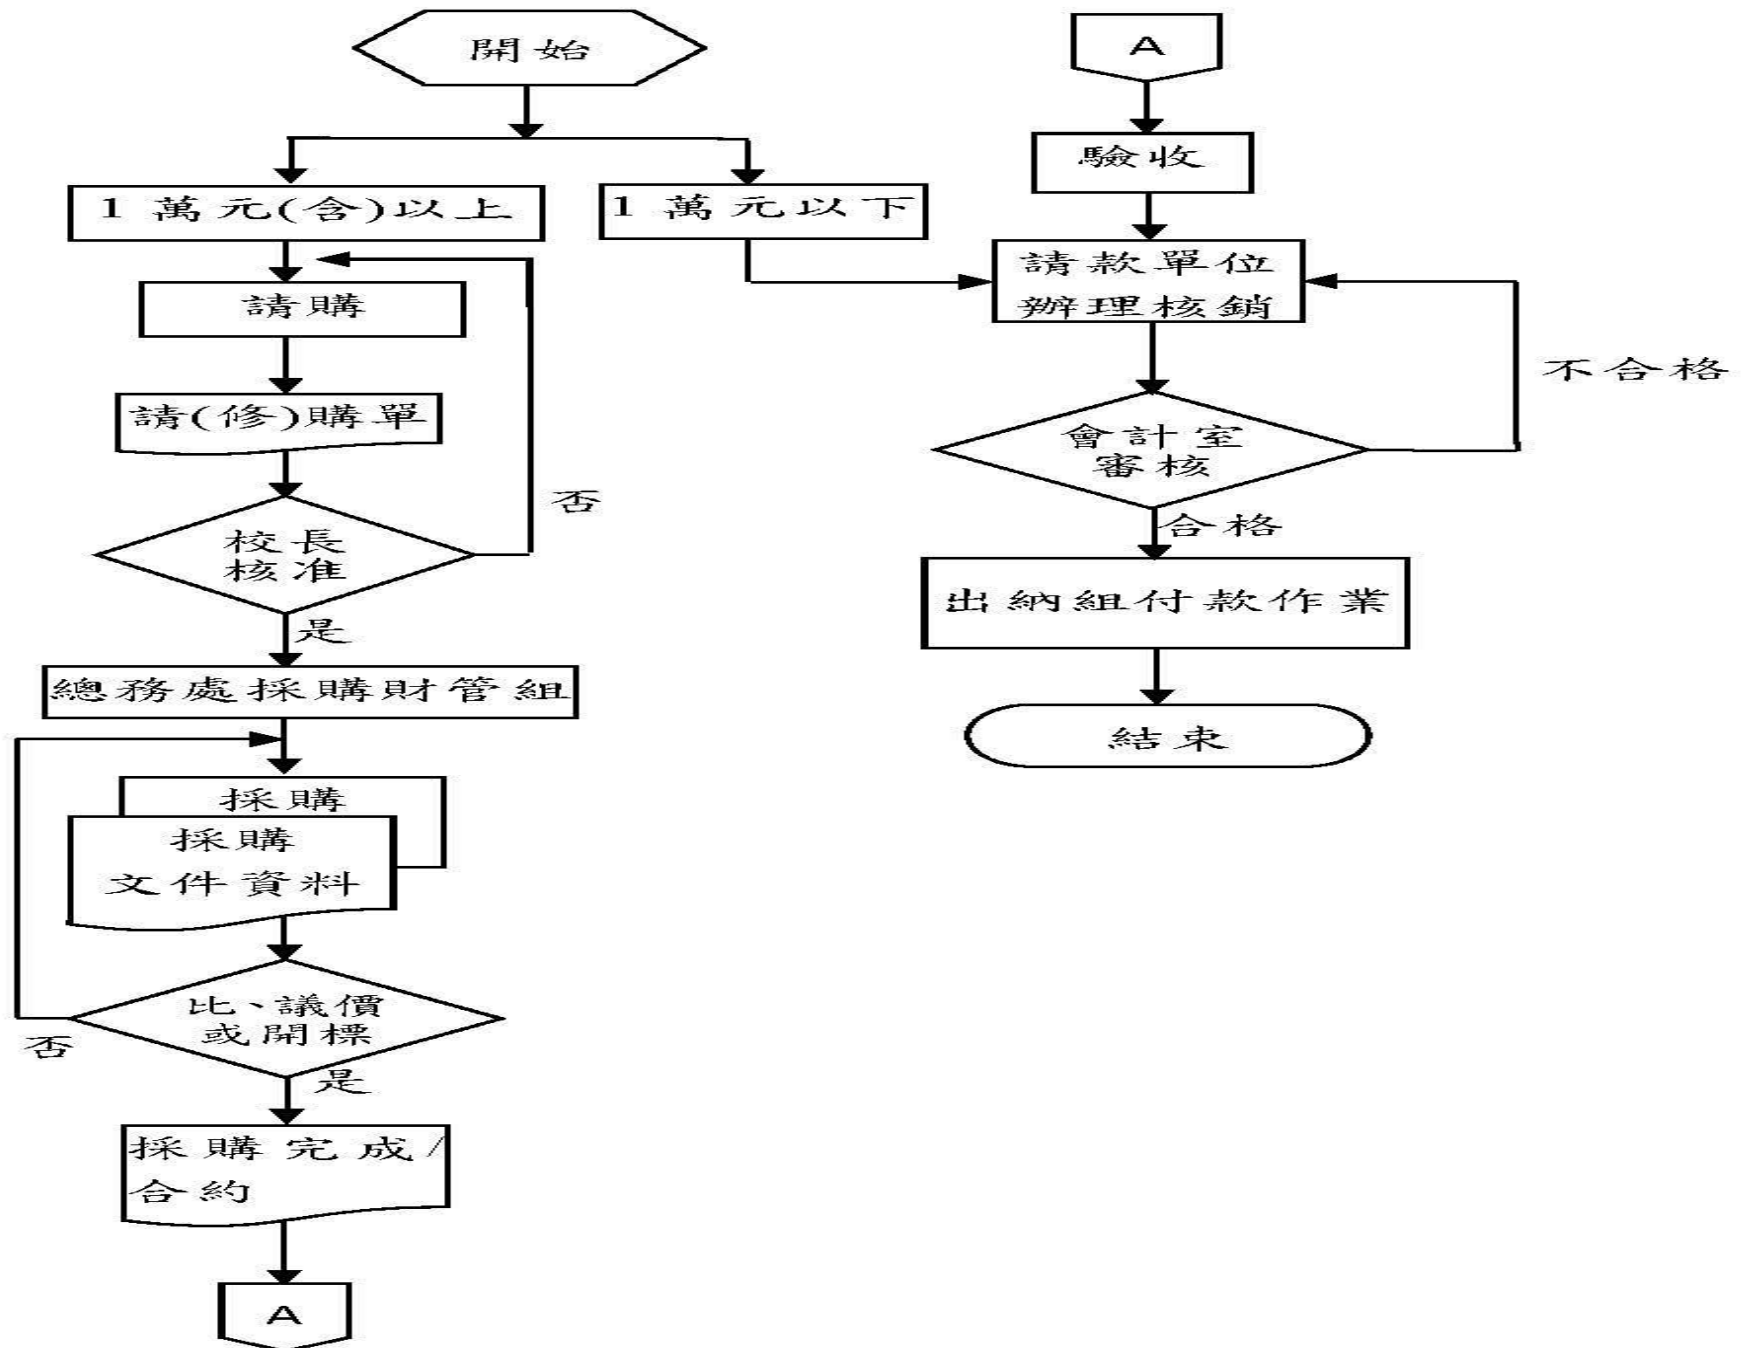 開始
1 萬元(含)以上
1 萬元以下
請購
請(修)購單
否
校長
核准
是
總務處採購財管組
採購
採購
文件資料
比、議價
或開標
否
是
採購完成/
合約
A
A
驗收
請款單位
辦理核銷
不合格
會計室
審核
合格
出納組付款作業
結束